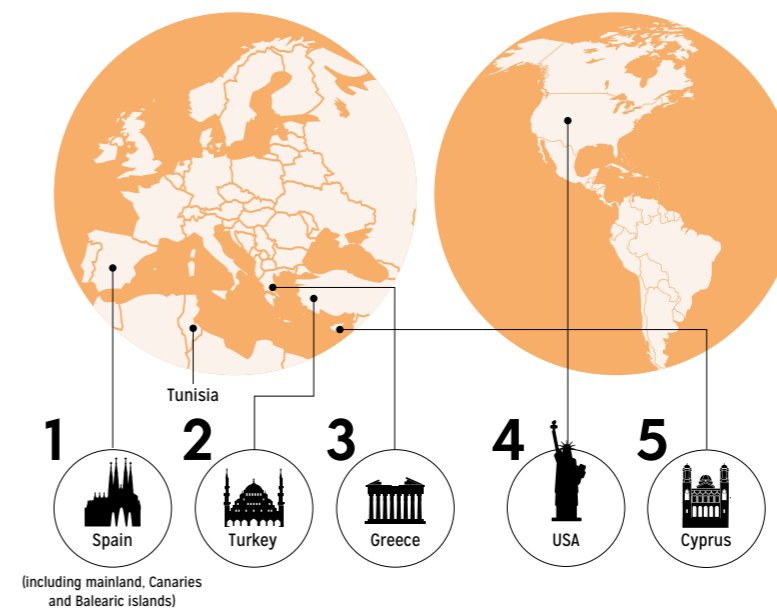 Tunisia
1
2
3
4
5
Spain
Turkey
Greece
USA
Cyprus
(including mainland, Canaries
and Balearic islands)